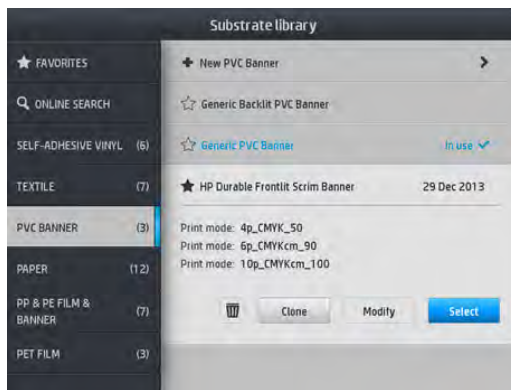 Substrate library
FAVORITES
ONLINE SEARCH
SELF-ADHESIVE VINYL (6)
TEXTILE (7)
PVC BANNER (3)
PAPER (12)
PP & PE FILM &
BANNER (7)
PET FILM (3)
New PVC Banner
Generic Backlit PVC Banner
Generic PVC Banner In use
HP Durable Frontlit Scrim Banner 29 Dec 2013
Print mode: 4p_CMYK_50
Print mode: 6p_CMYKcm_90
Print mode: 10p_CMYKcm_100
Clone Modify Select